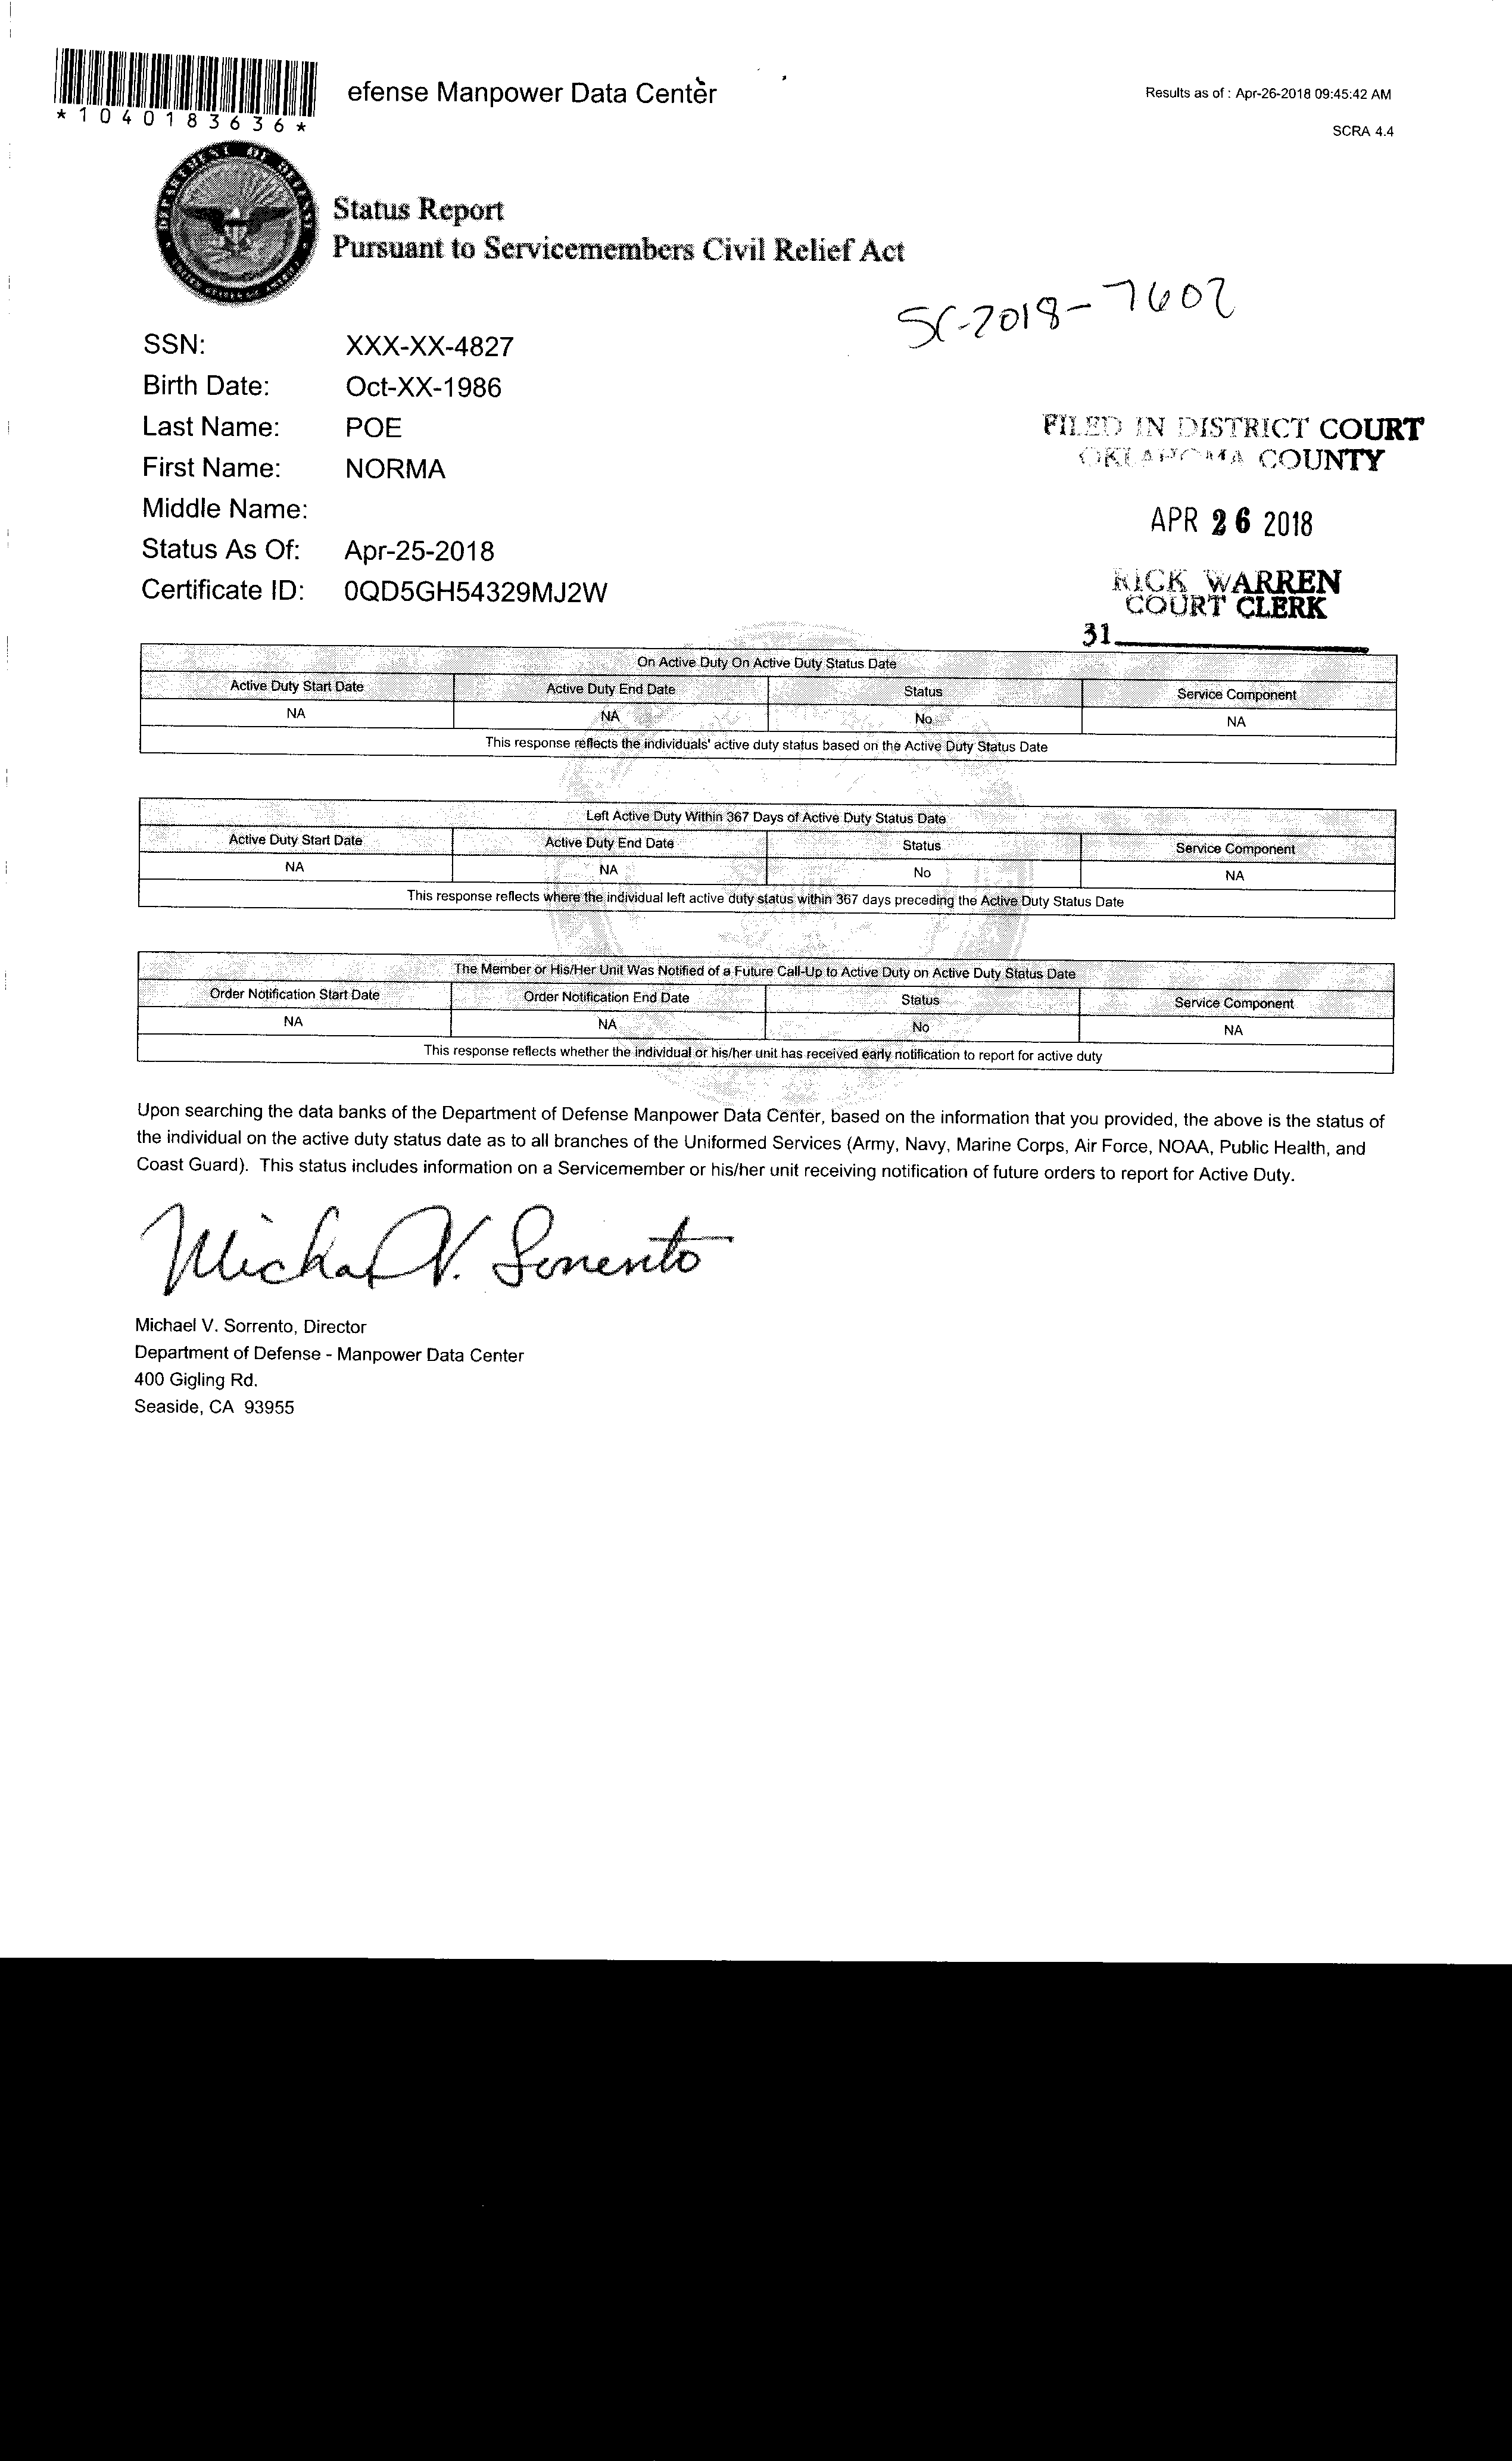 efense Manpower Data Center
Results as of : Apr-26-2018 09:45:42 AM
*1040183636*
SCRA 4.4
DEPARTMENT OF DEFENSE
UNITED STATES OF AMERICA
Status Report
Pursuant to Servicemembers Civil Relief Act
SC-2018-7602
SSN: XXX-XX-4827
Birth Date: Oct-XX-1986
Last Name: POE
First Name: NORMA
Middle Name:
Status As Of: Apr-25-2018
Certificate ID: 0QD5GH54329MJ2W
FILED IN DISTRICT COURT
OKLAHOMA COUNTY
APR 26 2018
RICK WARREN
COURT CLERK
31
On Active Duty On Active Duty Status Date
Active Duty Start Date Active Duty End Date Status Service Component
NA NA No NA
This response reflects the individuals' active duty status based on the Active Duty Status Date
Left Active Duty Within 367 Days of Active Duty Status Date
Active Duty Start Date Active Duty End Date Status Service Component
NA NA No NA
This response reflects where the individual left active duty status within 367 days preceding the Active Duty Status Date
The Member or His/Her Unit Was Notified of a Future Call-Up to Active Duty on Active Duty Status Date
Order Notification Start Date Order Notification End Date Status Service Component
NA NA No NA
This response reflects whether the individual or his/her unit has received early notification to report for active duty
Upon searching the data banks of the Department of Defense Manpower Data Center, based on the information that you provided, the above is the status of
the individual on the active duty status date as to all branches of the Uniformed Services (Army, Navy, Marine Corps, Air Force, NOAA, Public Health, and
Coast Guard). This status includes information on a Servicemember or his/her unit receiving notification of future orders to report for Active Duty.
Michael V. Sorrento
Michael V. Sorrento, Director
Department of Defense - Manpower Data Center
400 Gigling Rd.
Seaside, CA 93955